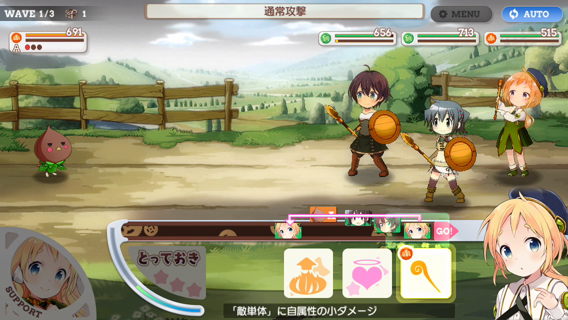 WAVE 1/3 1
通常攻撃
MENU
AUTO
691
656
713
515
A
GO!
とっておき
SUPPORT
「敵単体」に自属性の小ダメージ